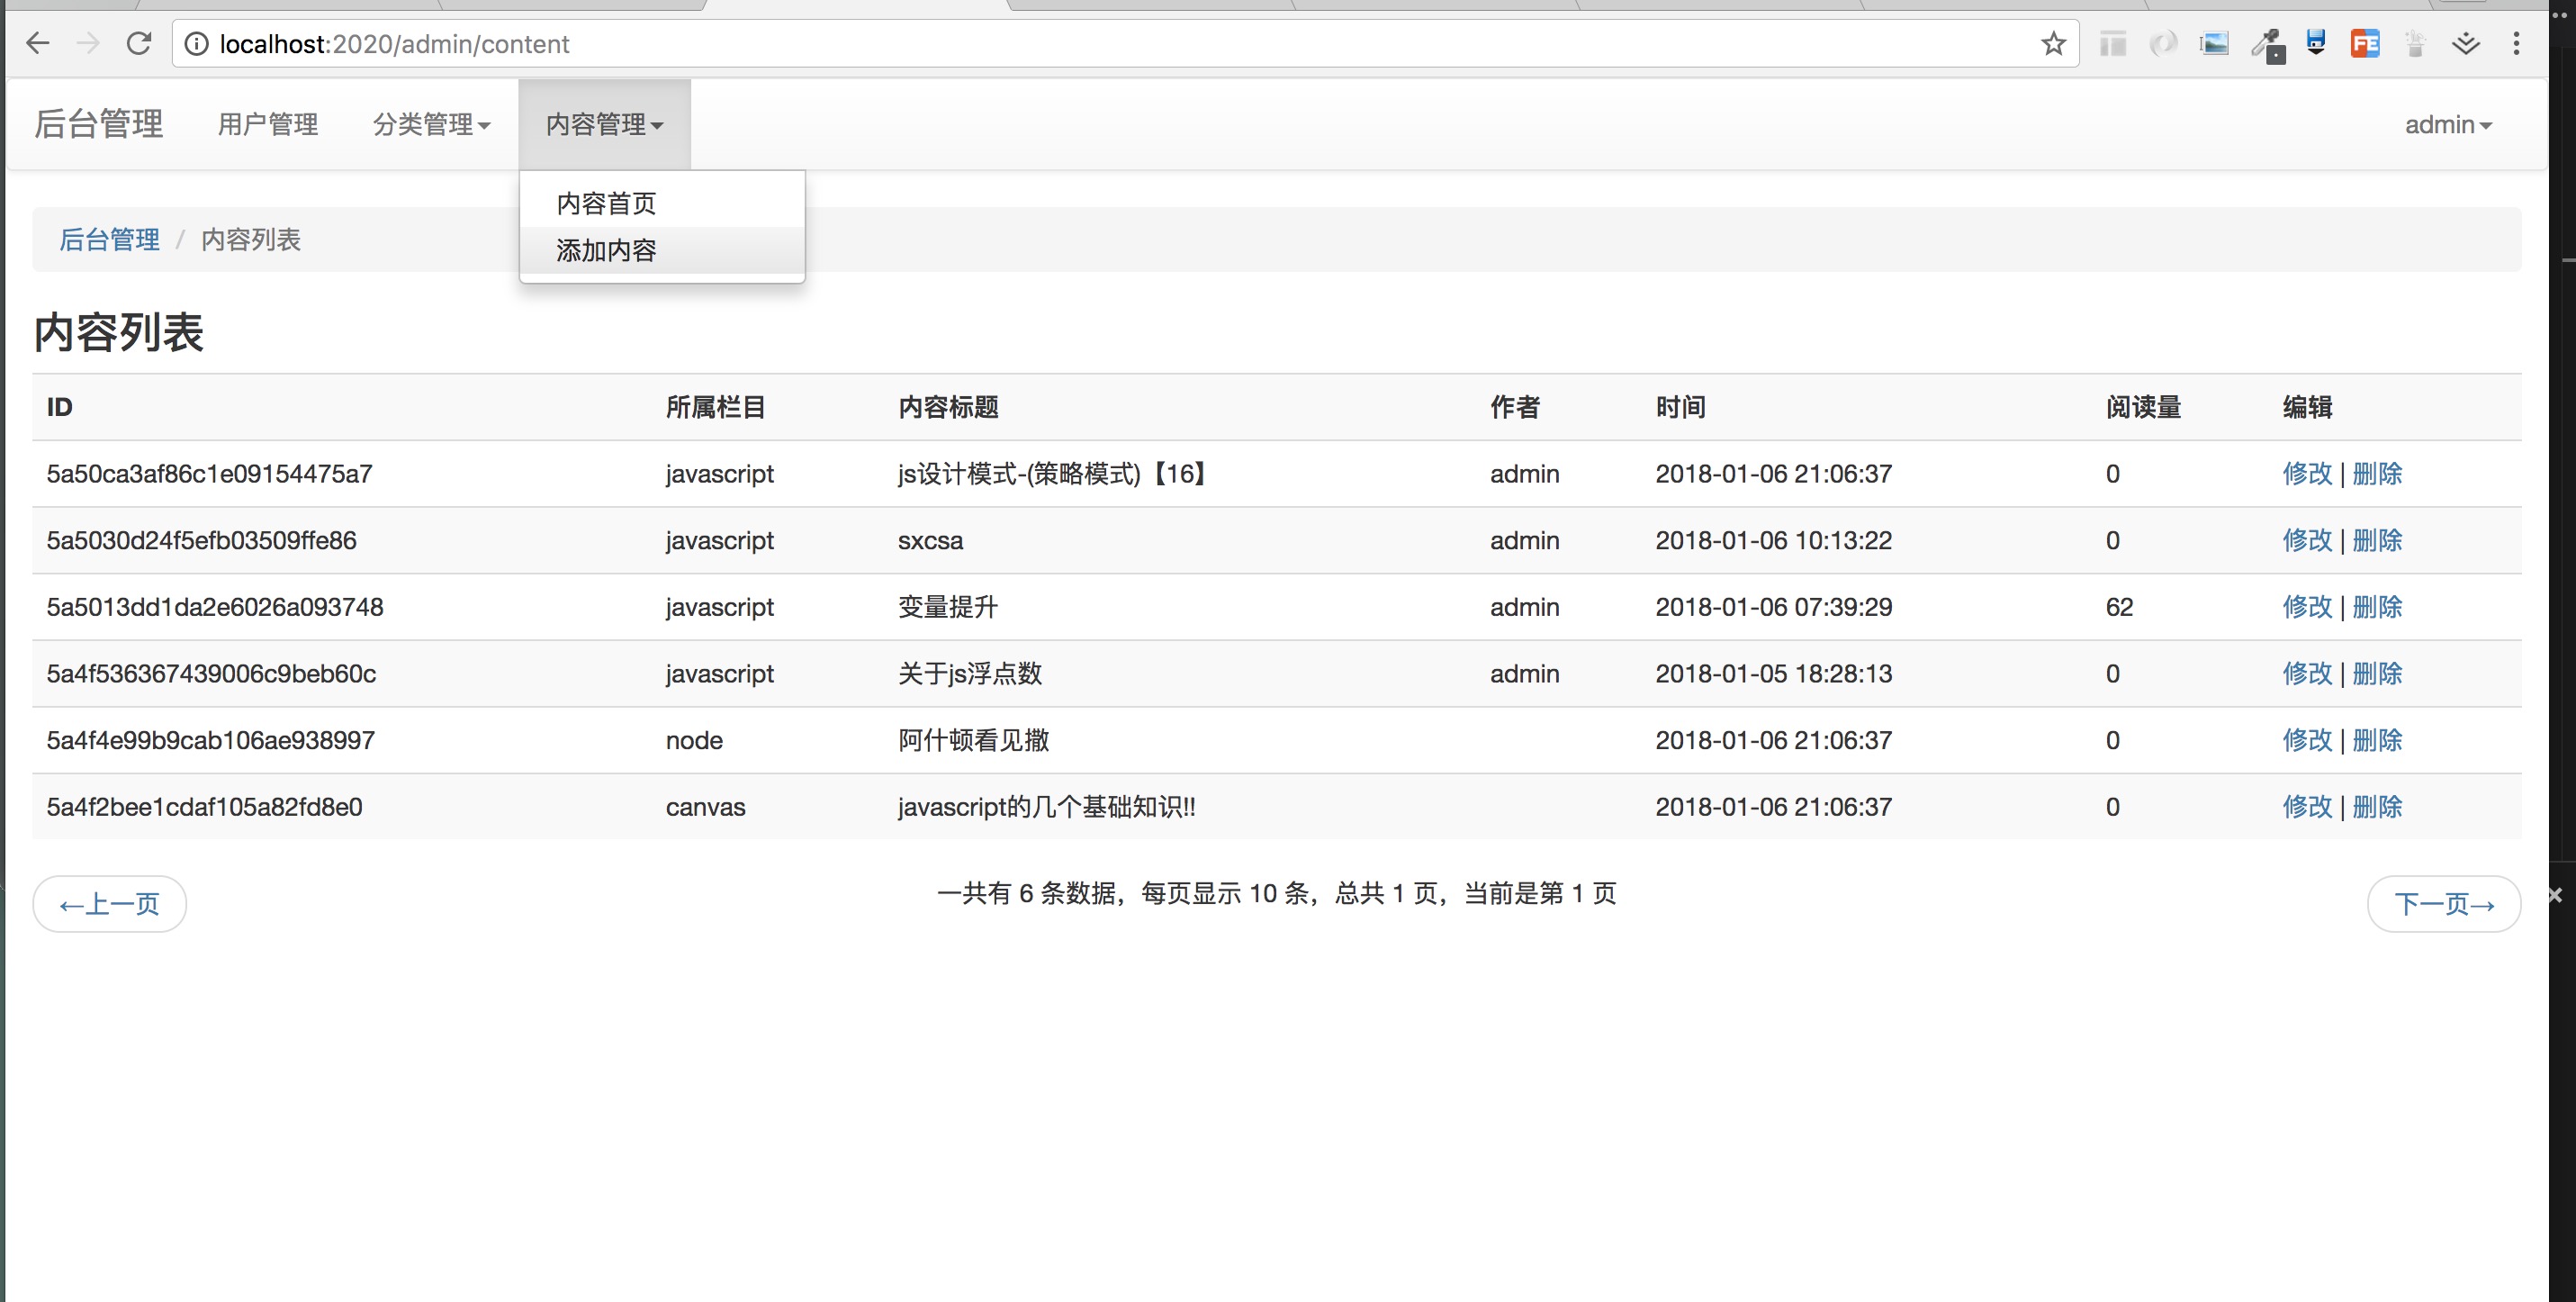 localhost:2020/admin/content
FE
后台管理 用户管理 分类管理 内容管理 admin
内容首页
添加内容
后台管理 / 内容列表
内容列表
ID 所属栏目 内容标题 作者 时间 阅读量 编辑
5a50ca3af86c1e09154475a7 javascript js设计模式-(策略模式)【16】 admin 2018-01-06 21:06:37 0 修改 | 删除
5a5030d24f5efb03509ffe86 javascript sxcsa admin 2018-01-06 10:13:22 0 修改 | 删除
5a5013dd1da2e6026a093748 javascript 变量提升 admin 2018-01-06 07:39:29 62 修改 | 删除
5a4f536367439006c9beb60c javascript 关于js浮点数 admin 2018-01-05 18:28:13 0 修改 | 删除
5a4f4e99b9cab106ae938997 node 阿什顿看见撒 2018-01-06 21:06:37 0 修改 | 删除
5a4f2bee1cdaf105a82fd8e0 canvas javascript的几个基础知识!! 2018-01-06 21:06:37 0 修改 | 删除
←上一页 一共有 6 条数据，每页显示 10 条，总共 1 页，当前是第 1 页 下一页→